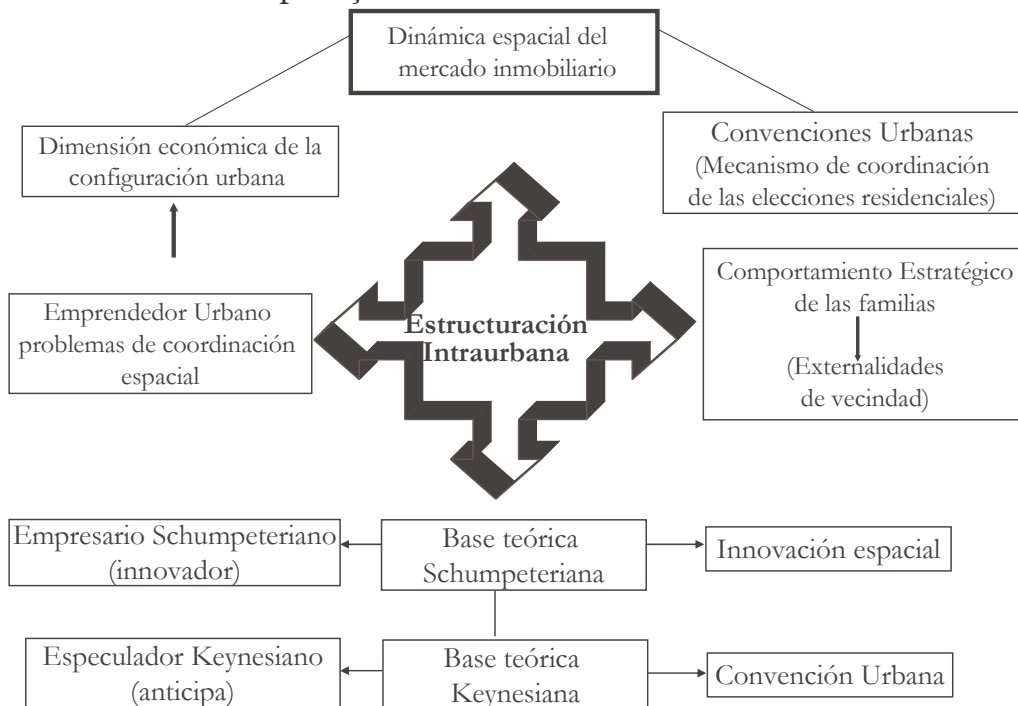 Dinámica espacial del
mercado inmobiliario
Dimensión económica de la
configuración urbana
Convenciones Urbanas
(Mecanismo de coordinación
de las elecciones residenciales)
Emprendedor Urbano
problemas de coordinación
espacial
Estructuración
Intraurbana
Comportamiento Estratégico
de las familias
(Externalidades
de vecindad)
Empresario Schumpeteriano
(innovador)
Base teórica
Schumpeteriana
Innovación espacial
Especulador Keynesiano
(anticipa)
Base teórica
Keynesiana
Convención Urbana